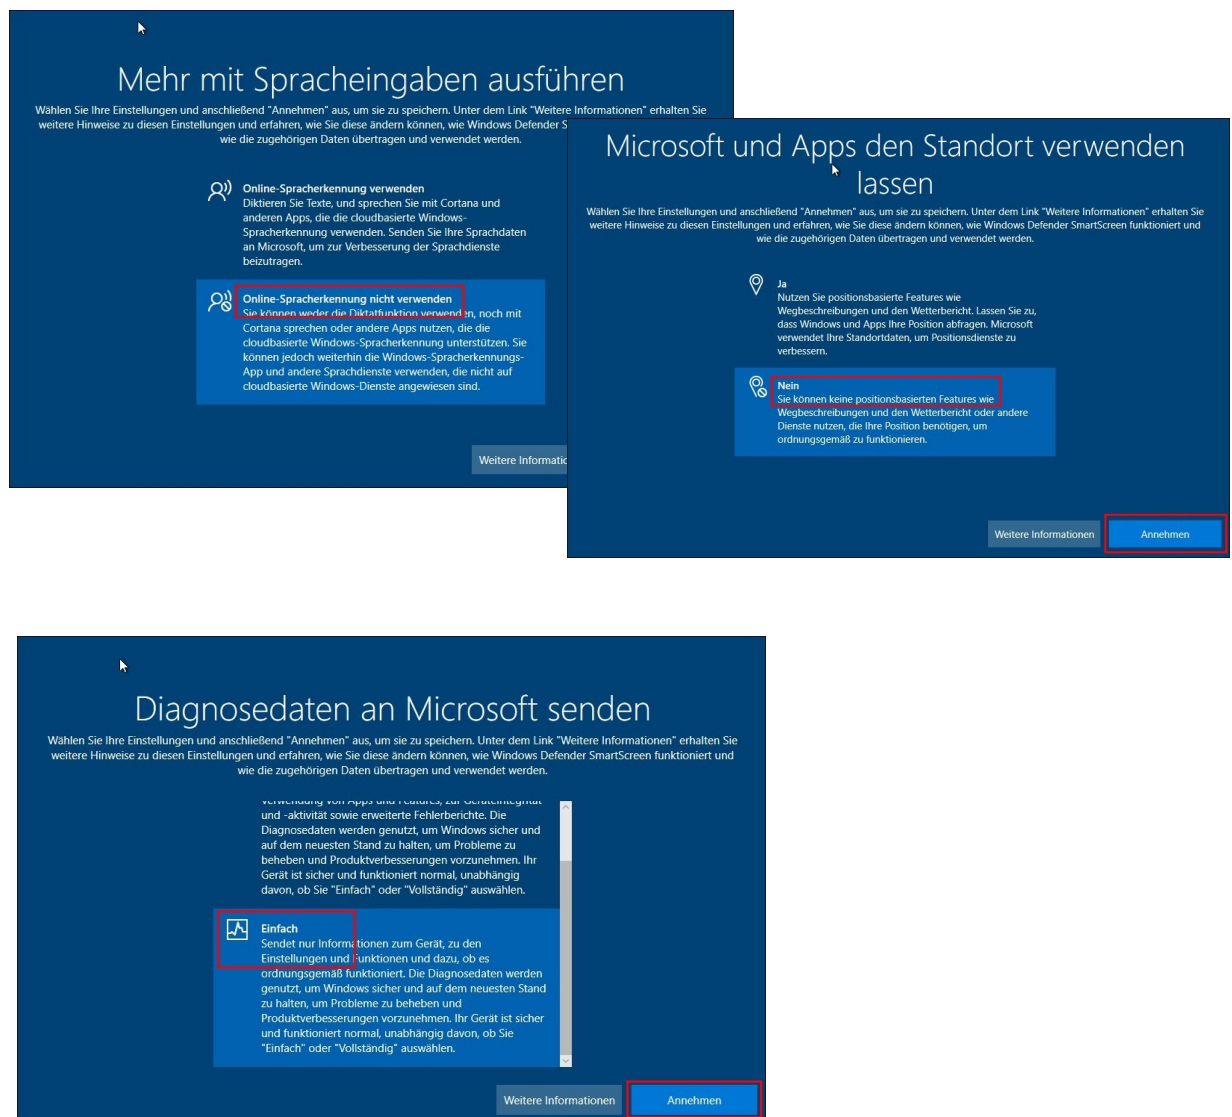 Mehr mit Spracheingaben ausführen
Wählen Sie Ihre Einstellungen und anschließend "Annehmen" aus, um sie zu speichern. Unter dem Link "Weitere Informationen" erhalten Sie
weitere Hinweise zu diesen Einstellungen und erfahren, wie Sie diese ändern können, wie Windows Defender S
wie die zugehörigen Daten übertragen und verwendet werden.
Online-Spracherkennung verwenden
Diktieren Sie Texte, und sprechen Sie mit Cortana und
anderen Apps, die die cloudbasierte Windows-
Spracherkennung verwenden. Senden Sie Ihre Sprachdaten
an Microsoft, um zur Verbesserung der Sprachdienste
beizutragen.
Online-Spracherkennung nicht verwenden
Sie können weder die Diktatfunktion verwenden, noch mit
Cortana sprechen oder andere Apps nutzen, die die
cloudbasierte Windows-Spracherkennung unterstützen. Sie
können jedoch weiterhin die Windows-Spracherkennungs-
App und andere Sprachdienste verwenden, die nicht auf
cloudbasierte Windows-Dienste angewiesen sind.
Weitere Informatio
Microsoft und Apps den Standort verwenden
lassen
Wählen Sie Ihre Einstellungen und anschließend "Annehmen" aus, um sie zu speichern. Unter dem Link "Weitere Informationen" erhalten Sie
weitere Hinweise zu diesen Einstellungen und erfahren, wie Sie diese ändern können, wie Windows Defender SmartScreen funktioniert und
wie die zugehörigen Daten übertragen und verwendet werden.
Ja
Nutzen Sie positionsbasierte Features wie
Wegbeschreibungen und den Wetterbericht. Lassen Sie zu,
dass Windows und Apps Ihre Position abfragen. Microsoft
verwendet Ihre Standortdaten, um Positionsdienste zu
verbessern.
Nein
Sie können keine positionsbasierten Features wie
Wegbeschreibungen und den Wetterbericht oder andere
Dienste nutzen, die Ihre Position benötigen, um
ordnungsgemäß zu funktionieren.
Weitere Informationen
Annehmen
Diagnosedaten an Microsoft senden
Wählen Sie Ihre Einstellungen und anschließend "Annehmen" aus, um sie zu speichern. Unter dem Link "Weitere Informationen" erhalten Sie
weitere Hinweise zu diesen Einstellungen und erfahren, wie Sie diese ändern können, wie Windows Defender SmartScreen funktioniert und
wie die zugehörigen Daten übertragen und verwendet werden.
Verwendung von Apps und Features, zur Geräteintegrität
und -aktivität sowie erweiterte Fehlerberichte. Die
Diagnosedaten werden genutzt, um Windows sicher und
auf dem neuesten Stand zu halten, um Probleme zu
beheben und Produktverbesserungen vorzunehmen. Ihr
Gerät ist sicher und funktioniert normal, unabhängig
davon, ob Sie "Einfach" oder "Vollständig" auswählen.
Einfach
Sendet nur Informationen zum Gerät, zu den
Einstellungen und Funktionen und dazu, ob es
ordnungsgemäß funktioniert. Die Diagnosedaten werden
genutzt, um Windows sicher und auf dem neuesten Stand
zu halten, um Probleme zu beheben und
Produktverbesserungen vorzunehmen. Ihr Gerät ist sicher
und funktioniert normal, unabhängig davon, ob Sie
"Einfach" oder "Vollständig" auswählen.
Weitere Informationen
Annehmen